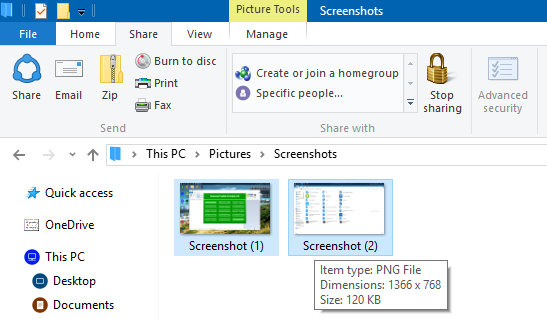 Picture Tools
Screenshots
File
Home
Share
View
Manage
Share
Email
Zip
Burn to disc
Print
Fax
Send
Create or join a homegroup
Specific people...
Share with
Stop sharing
Advanced security
This PC > Pictures > Screenshots
Quick access
OneDrive
This PC
Desktop
Documents
Screenshot (1)
Screenshot (2)
Item type: PNG File
Dimensions: 1366 x 768
Size: 120 KB